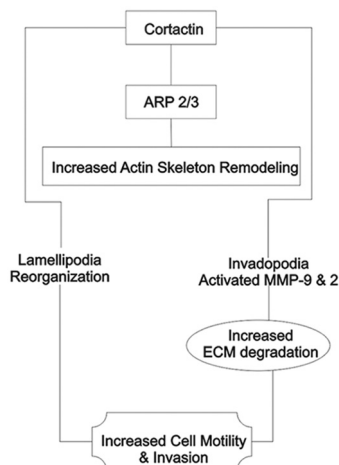 Cortactin
ARP 2/3
Increased Actin Skeleton Remodeling
Lamellipodia
Reorganization
Invadopodia
Activated MMP-9 & 2
Increased
ECM degradation
Increased Cell Motility
& Invasion